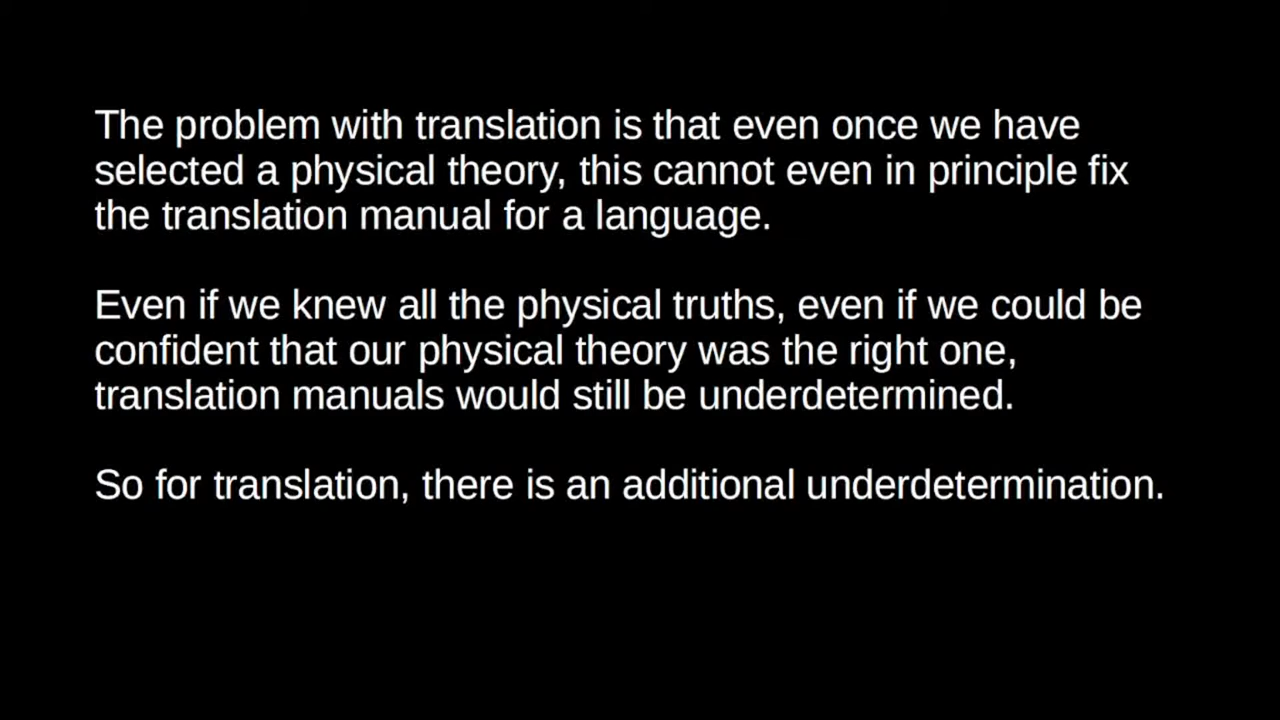 The problem with translation is that even once we have
selected a physical theory, this cannot even in principle fix
the translation manual for a language.
Even if we knew all the physical truths, even if we could be
confident that our physical theory was the right one,
translation manuals would still be underdetermined.
So for translation, there is an additional underdetermination.